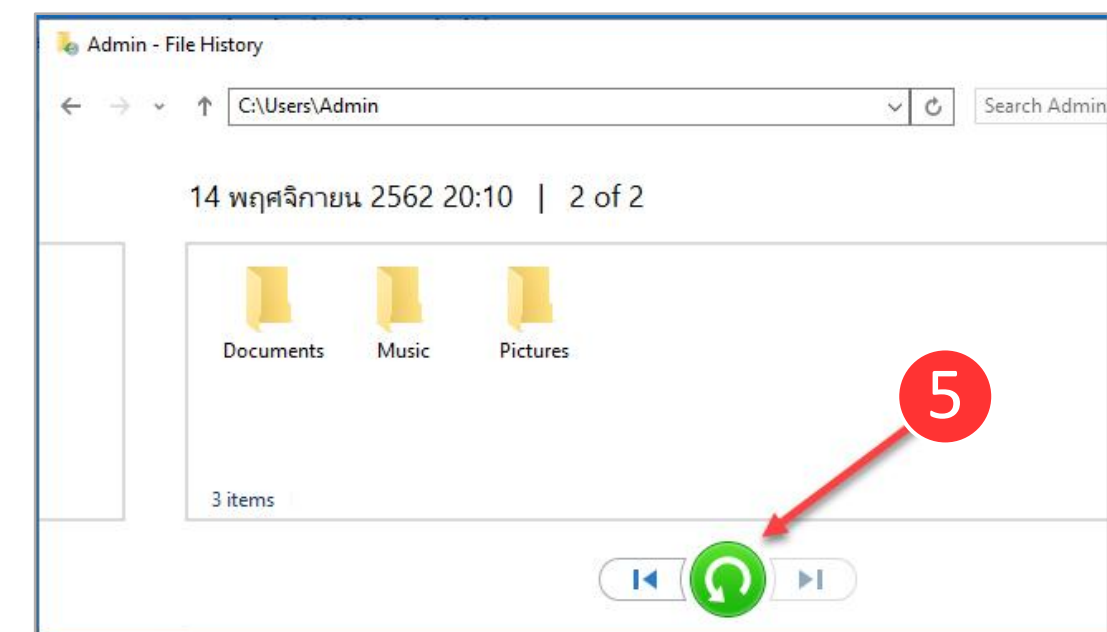 Admin - File History
C:\Users\Admin
Search Admin
14 พฤศจิกายน 2562 20:10 | 2 of 2
Documents Music Pictures
5
3 items